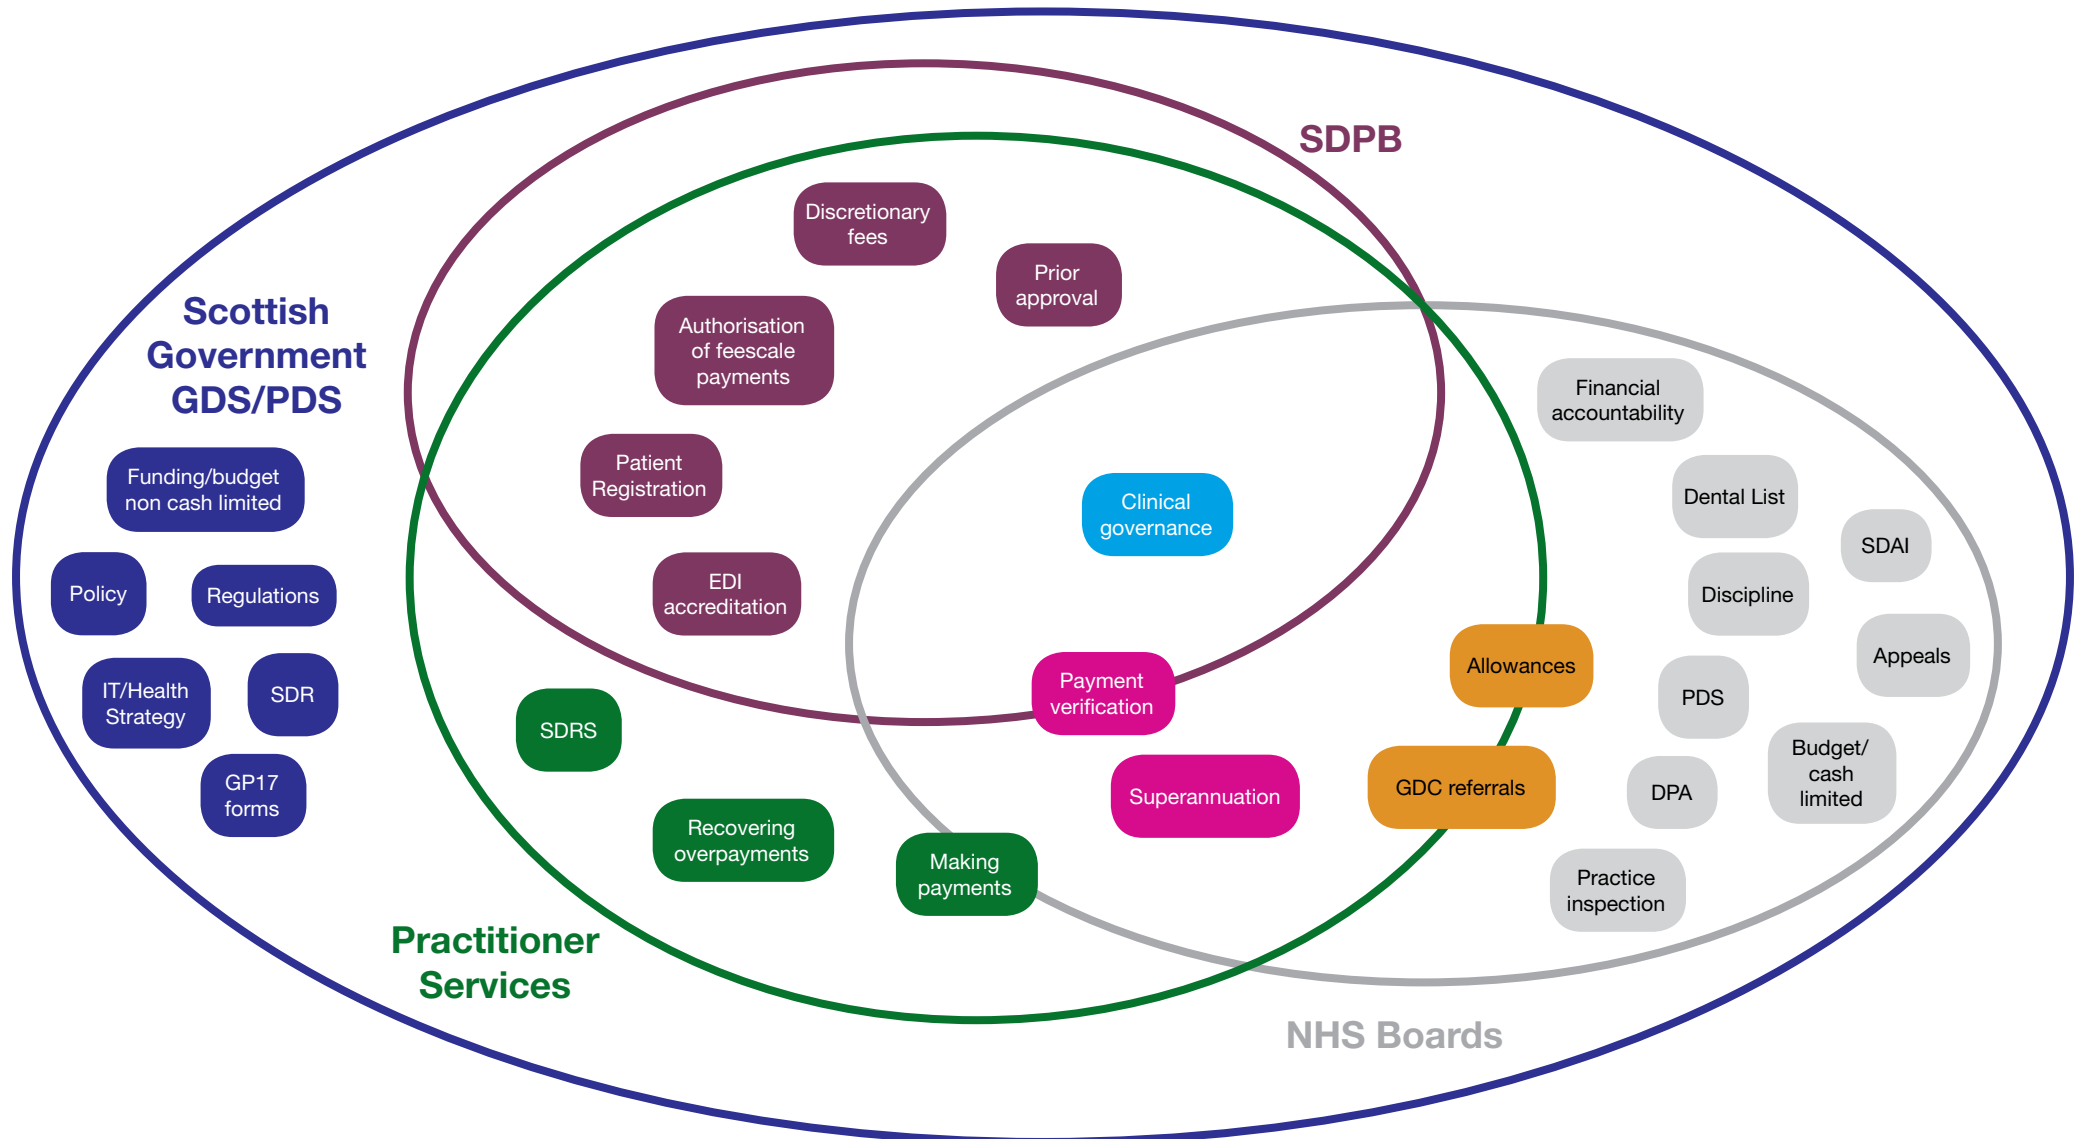 SDPB
Discretionary
fees
Prior
approval
Scottish
Government
GDS/PDS
Authorisation
of feescale
payments
Financial
accountability
Funding/budget
non cash limited
Patient
Registration
Clinical
governance
Dental List
SDAI
Policy
Regulations
EDI
accreditation
Discipline
Appeals
IT/Health
Strategy
SDR
SDRS
Payment
verification
Allowances
PDS
GP17
forms
Recovering
overpayments
Making
payments
Superannuation
GDC referrals
DPA
Budget/
cash
limited
Practice
inspection
Practitioner
Services
NHS Boards